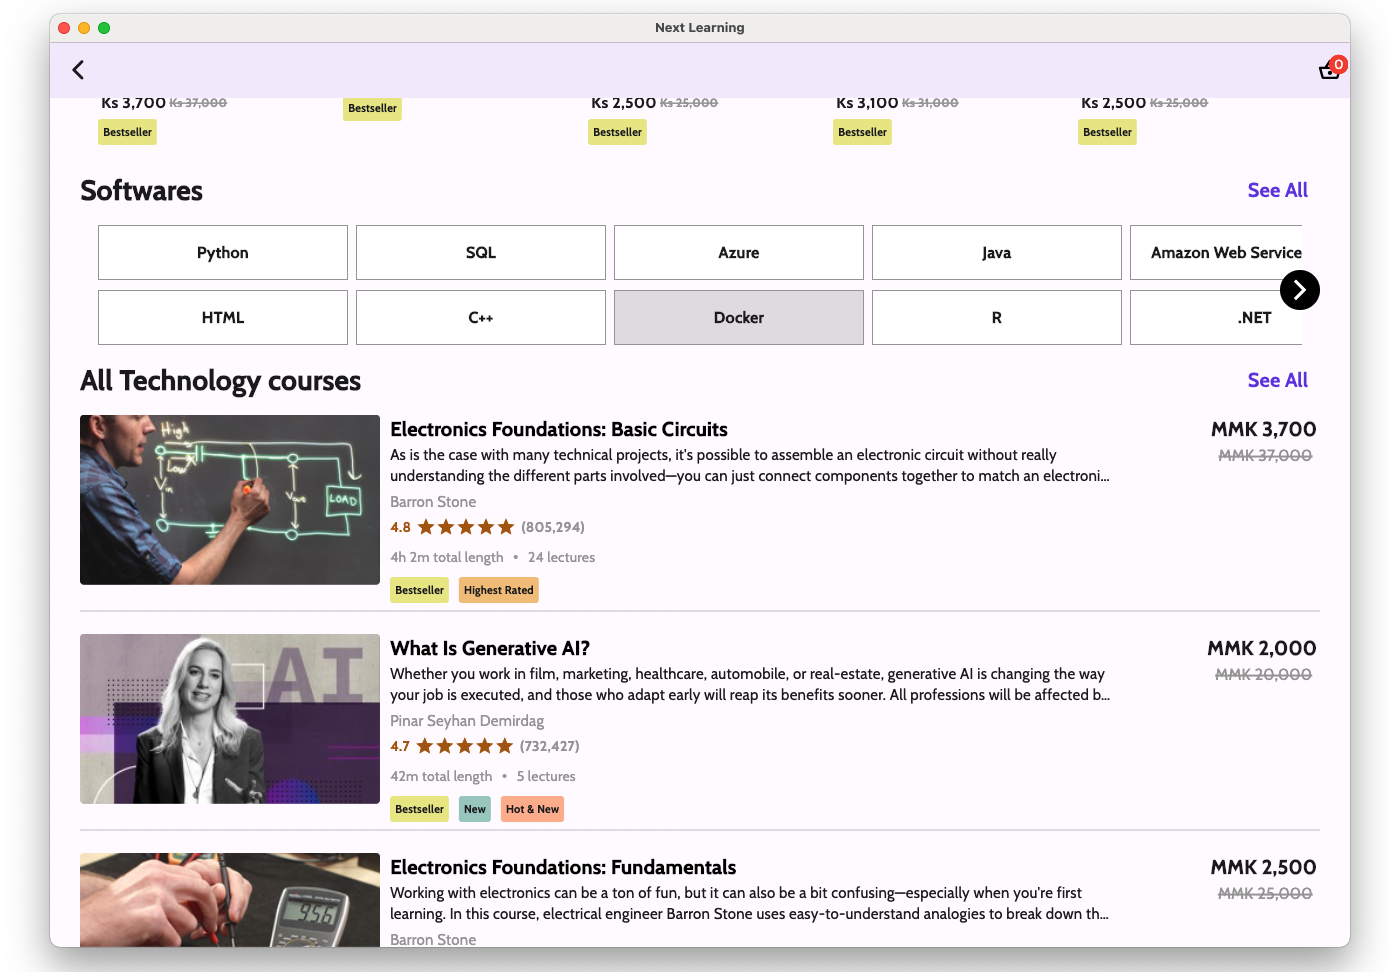 Next Learning
0
Ks 3,700 Ks 37,000
Ks 2,500 Ks 25,000
Ks 3,100 Ks 31,000
Ks 2,500 Ks 25,000
Bestseller
Bestseller
Bestseller
Bestseller
Bestseller
Softwares
See All
Python
SQL
Azure
Java
Amazon Web Service
HTML
C++
Docker
R
.NET
All Technology courses
See All
High
Low
Vin
Vout
LOAD
Electronics Foundations: Basic Circuits
MMK 3,700
As is the case with many technical projects, it's possible to assemble an electronic circuit without really
MMK 37,000
understanding the different parts involved—you can just connect components together to match an electroni...
Barron Stone
4.8 (805,294)
4h 2m total length • 24 lectures
Bestseller
Highest Rated
AI
What Is Generative AI?
MMK 2,000
Whether you work in film, marketing, healthcare, automobile, or real-estate, generative AI is changing the way
MMK 20,000
your job is executed, and those who adapt early will reap its benefits sooner. All professions will be affected b...
Pinar Seyhan Demirdag
4.7 (732,427)
42m total length • 5 lectures
Bestseller
New
Hot & New
956
Electronics Foundations: Fundamentals
MMK 2,500
Working with electronics can be a ton of fun, but it can also be a bit confusing—especially when you're first
MMK 25,000
learning. In this course, electrical engineer Barron Stone uses easy-to-understand analogies to break down th...
Barron Stone